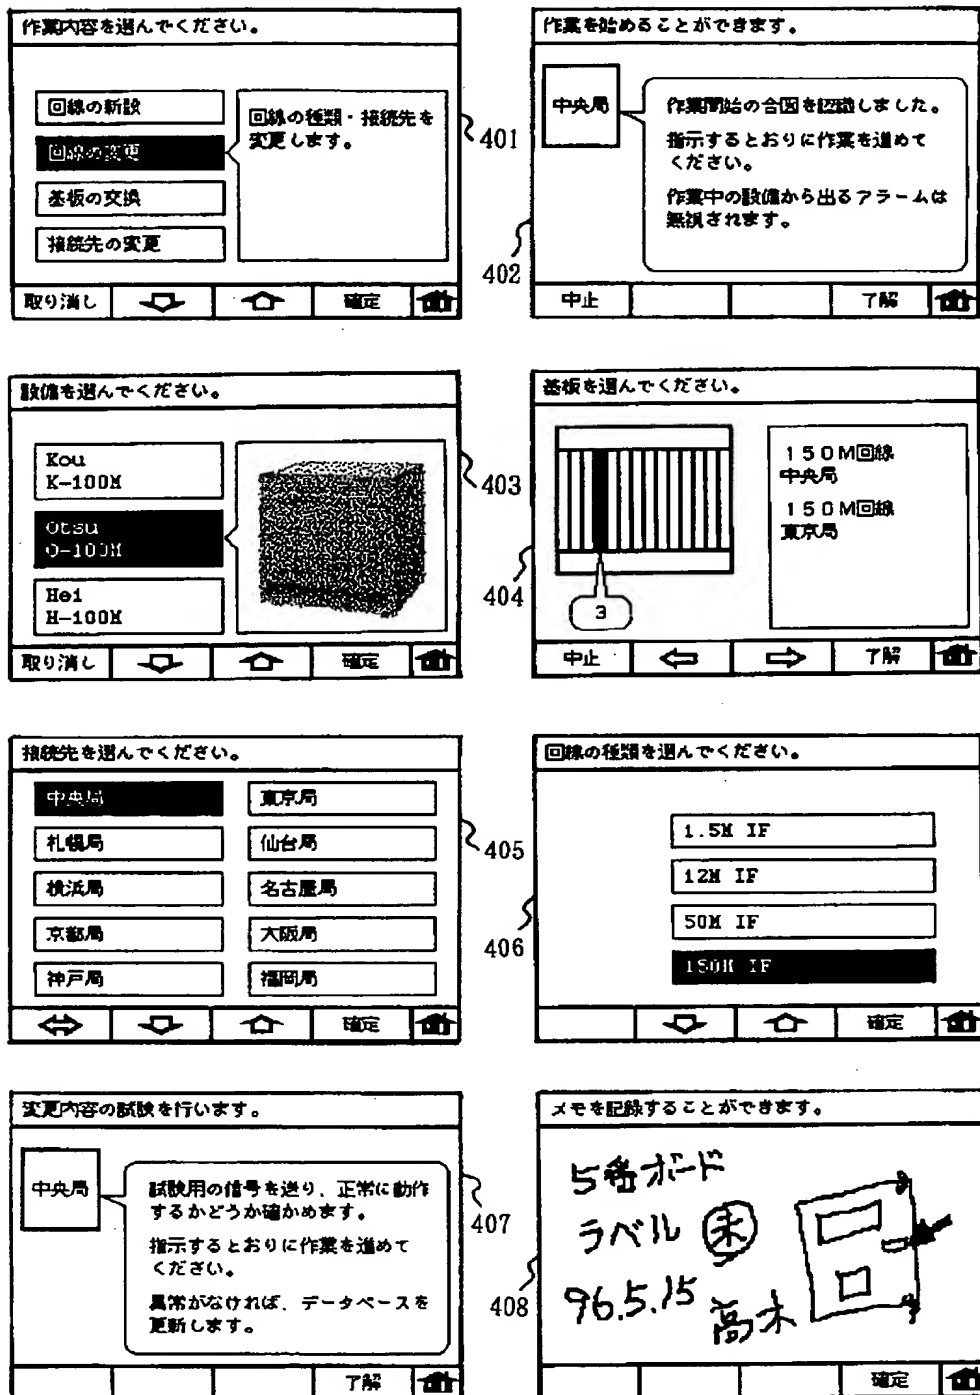 作業内容を選んでください。
回線の新設
回線の変更
基板の交換
接続先の変更
回線の種類・接続先を
変更します。
取り消し
確定
401
作業を始めることができます。
中央局
作業開始の合図を認識しました。
指示するとおりに作業を進めて
ください。
作業中の設備から出るアラームは
無視されます。
中止
了解
402
設備を選んでください。
Kou
K-100M
Otsu
O-100M
Hei
H-100M
取り消し
確定
403
基板を選んでください。
3
150M回線
中央局
150M回線
東京局
中止
了解
404
接続先を選んでください。
中央局
東京局
札幌局
仙台局
横浜局
名古屋局
京都局
大阪局
神戸局
福岡局
確定
405
回線の種類を選んでください。
1.5M IF
12M IF
50M IF
150M IF
確定
406
変更内容の試験を行います。
中央局
試験用の信号を送り、正常に動作
するかどうか確かめます。
指示するとおりに作業を進めて
ください。
異常がなければ、データベースを
更新します。
了解
407
メモを記録することができます。
5番ボード
ラベル 未
96.5.15 高木
確定
408